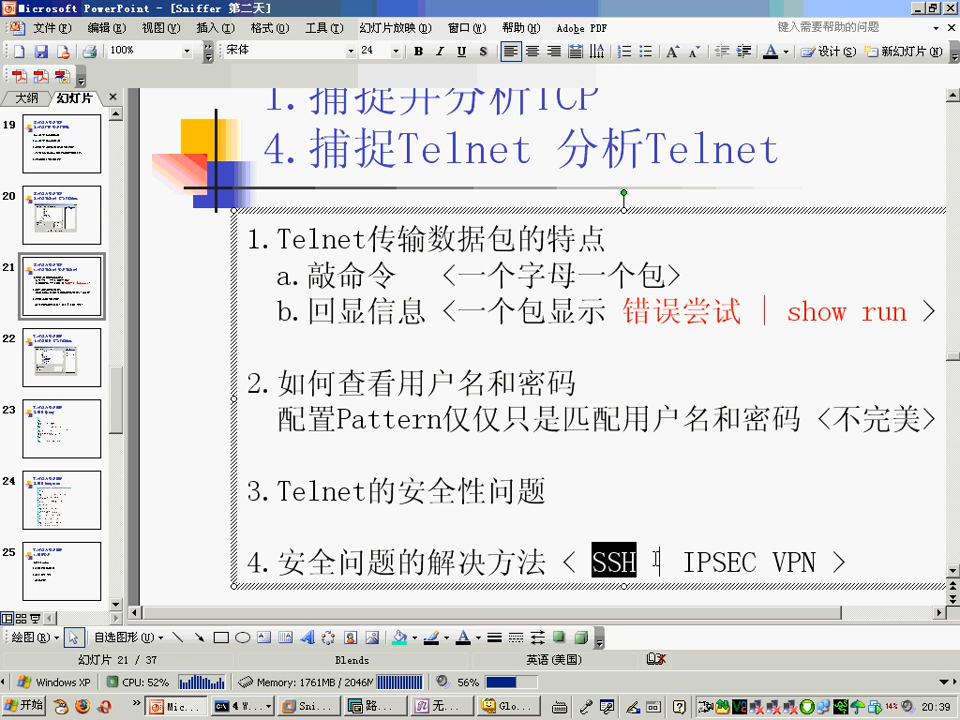 Microsoft PowerPoint - [Sniffer 第二天]
文件(F) 编辑(E) 视图(V) 插入(I) 格式(O) 工具(T) 幻灯片放映(D) 窗口(W) 帮助(H) Adobe PDF 键入需要帮助的问题
100% 宋体 24 B I U S A A A 设计(S) 新幻灯片(N)
大纲 幻灯片
19
20
21
22
23
24
25
1.捕捉并分析TCP
4.捕捉Telnet 分析Telnet
1.Telnet传输数据包的特点
a.敲命令 <一个字母一个包>
b.回显信息 <一个包显示 错误尝试 | show run >
2.如何查看用户名和密码
配置Pattern仅仅只是匹配用户名和密码 <不完美>
3.Telnet的安全性问题
4.安全问题的解决方法 < SSH | IPSEC VPN >
绘图(R) 自选图形(U)
幻灯片 21 / 37 Blends 英语(美国)
Windows XP CPU: 52% Memory: 1761MB / 2046M 56%
开始 Mic... 4 W... Sni... 路... 无... Glo... 14% 20:39